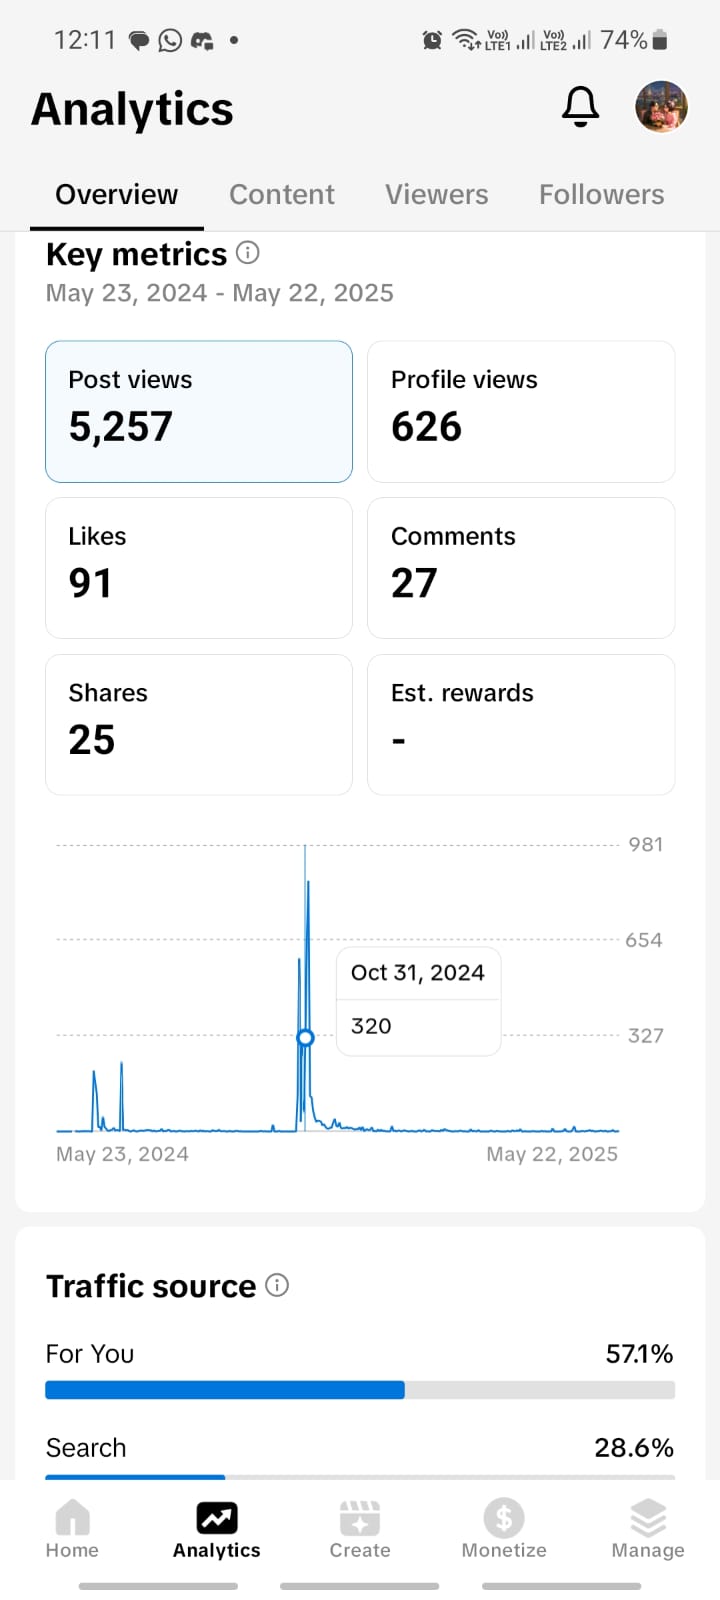 12:11 Vo)) LTE1 Vo)) LTE2 74%
Analytics
Overview Content Viewers Followers
Key metrics
May 23, 2024 - May 22, 2025
Post views Profile views
5,257 626
Likes Comments
91 27
Shares Est. rewards
25 -
981
654
Oct 31, 2024
320
327
May 23, 2024 May 22, 2025
Traffic source
For You 57.1%
Search 28.6%
Home Analytics Create Monetize Manage